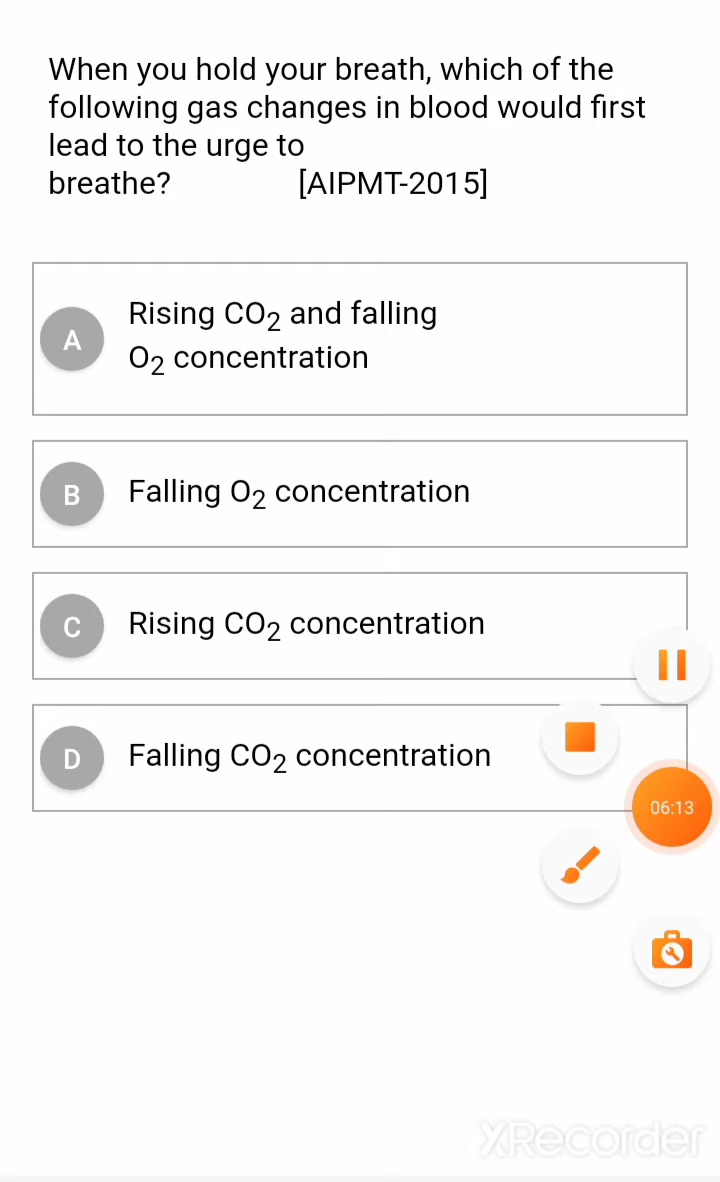 When you hold your breath, which of the
following gas changes in blood would first
lead to the urge to
breathe? [AIPMT-2015]
A
Rising CO₂ and falling
O₂ concentration
B Falling O₂ concentration
C Rising CO₂ concentration
D Falling CO₂ concentration
06:13
XRecorder